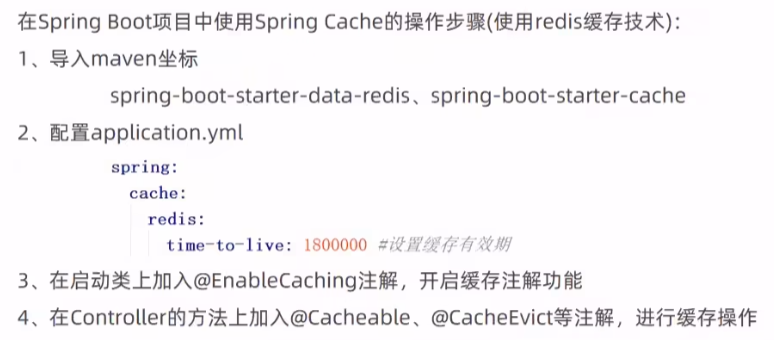 在Spring Boot项目中使用Spring Cache的操作步骤(使用redis缓存技术)：
1、导入maven坐标
spring-boot-starter-data-redis、spring-boot-starter-cache
2、配置application.yml
spring:
  cache:
    redis:
      time-to-live: 1800000 #设置缓存有效期
3、在启动类上加入@EnableCaching注解，开启缓存注解功能
4、在Controller的方法上加入@Cacheable、@CacheEvict等注解，进行缓存操作